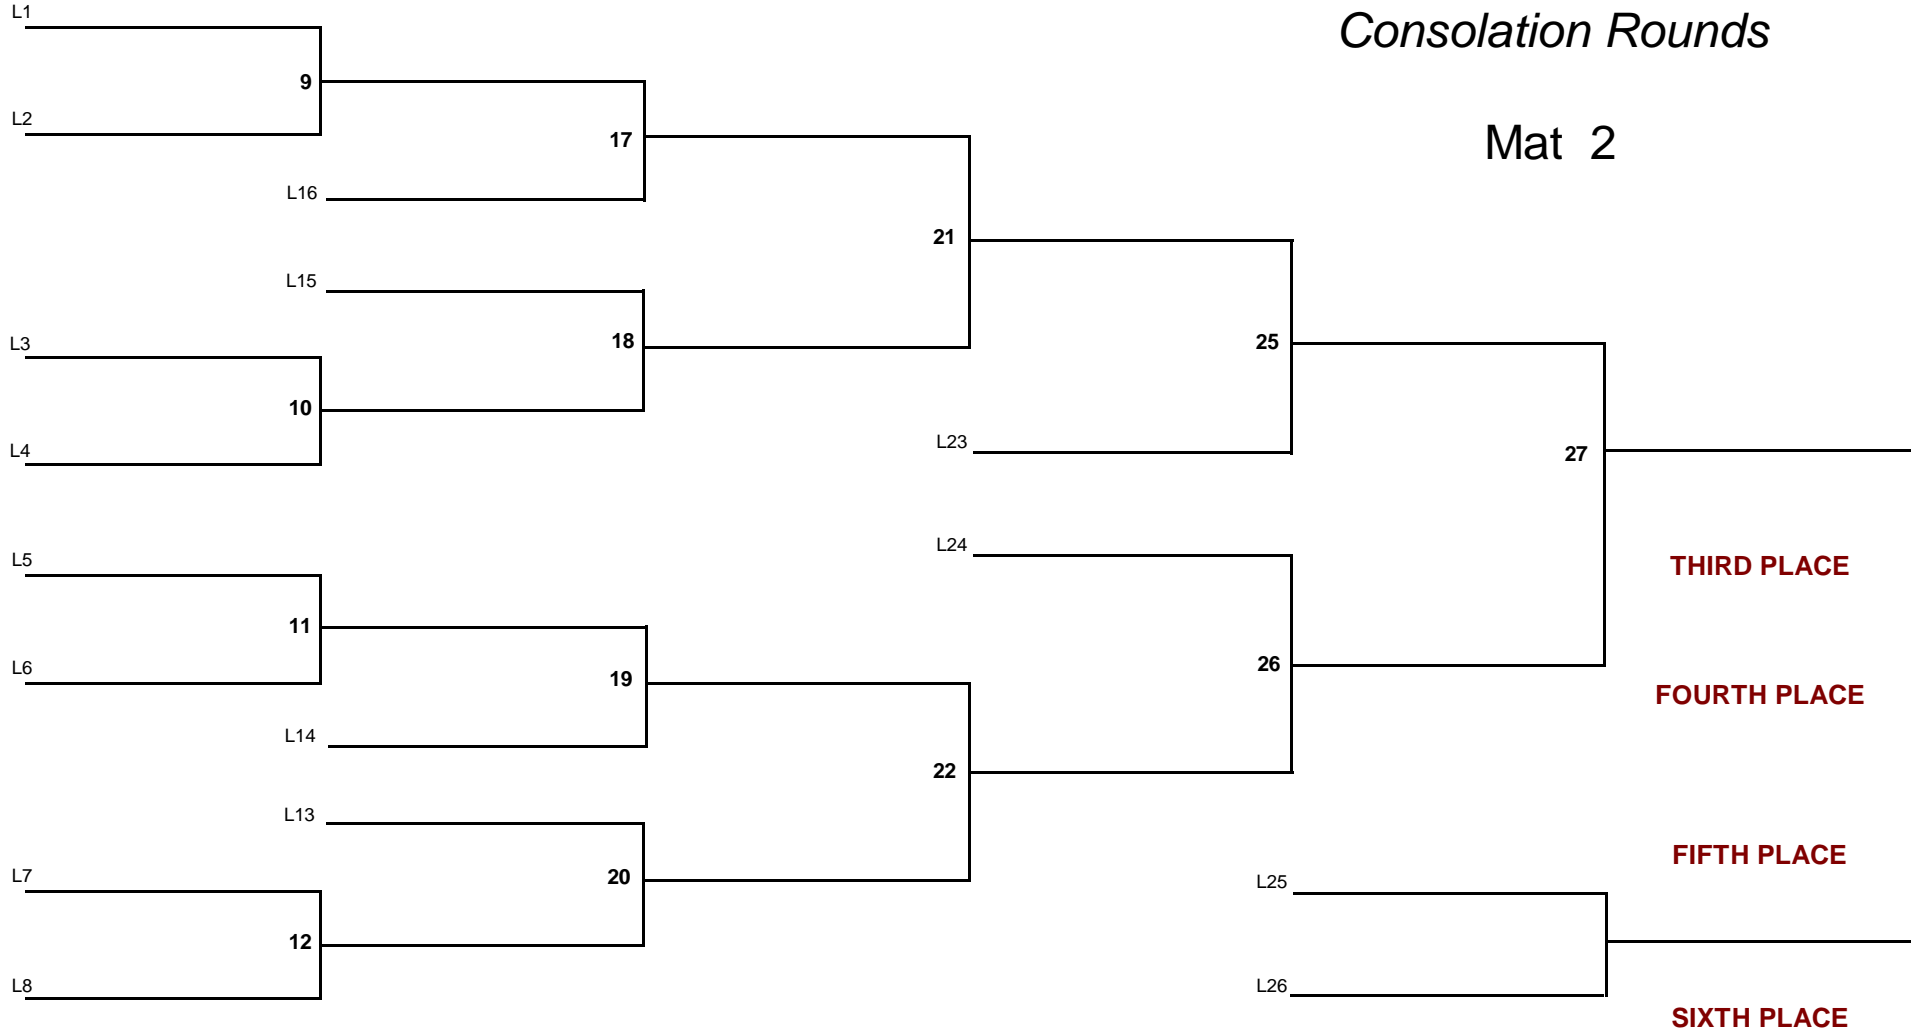 L1
Consolation Rounds
9
L2
17
Mat 2
L16
21
L15
18
L3
25
10
L4
L23
27
L24
L5
THIRD PLACE
11
L6
19
26
FOURTH PLACE
L14
22
L13
FIFTH PLACE
L7
20
L25
12
L8
L26
SIXTH PLACE